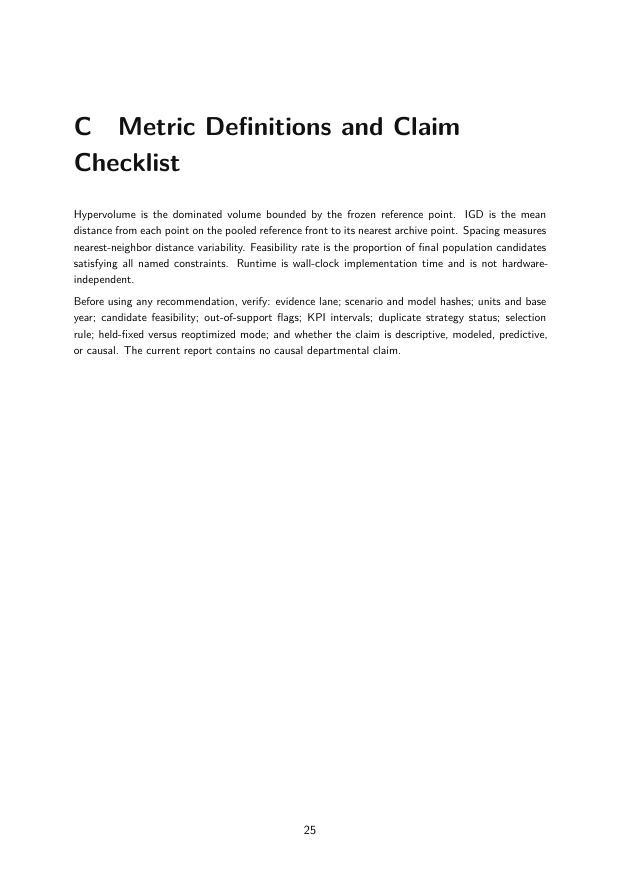 C Metric Definitions and Claim
Checklist
Hypervolume is the dominated volume bounded by the frozen reference point. IGD is the mean
distance from each point on the pooled reference front to its nearest archive point. Spacing measures
nearest-neighbor distance variability. Feasibility rate is the proportion of final population candidates
satisfying all named constraints. Runtime is wall-clock implementation time and is not hardware-
independent.
Before using any recommendation, verify: evidence lane; scenario and model hashes; units and base
year; candidate feasibility; out-of-support flags; KPI intervals; duplicate strategy status; selection
rule; held-fixed versus reoptimized mode; and whether the claim is descriptive, modeled, predictive,
or causal. The current report contains no causal departmental claim.
25